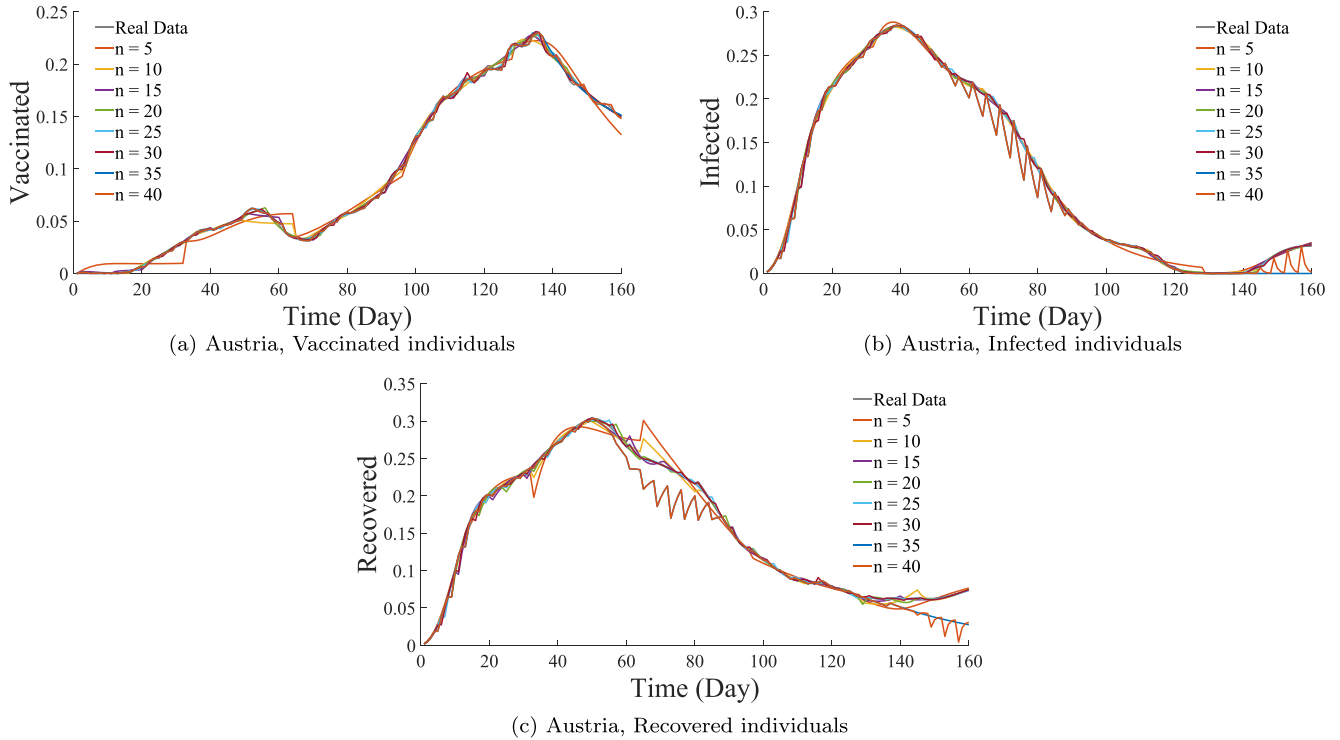 Real Data
n = 5
n = 10
n = 15
n = 20
n = 25
n = 30
n = 35
n = 40
Vaccinated
0.25
0.2
0.15
0.1
0.05
0
0 20 40 60 80 100 120 140 160
Time (Day)
(a) Austria, Vaccinated individuals
Real Data
n = 5
n = 10
n = 15
n = 20
n = 25
n = 30
n = 35
n = 40
Infected
0.3
0.25
0.2
0.15
0.1
0.05
0
0 20 40 60 80 100 120 140 160
Time (Day)
(b) Austria, Infected individuals
Real Data
n = 5
n = 10
n = 15
n = 20
n = 25
n = 30
n = 35
n = 40
Recovered
0.35
0.3
0.25
0.2
0.15
0.1
0.05
0
0 20 40 60 80 100 120 140 160
Time (Day)
(c) Austria, Recovered individuals